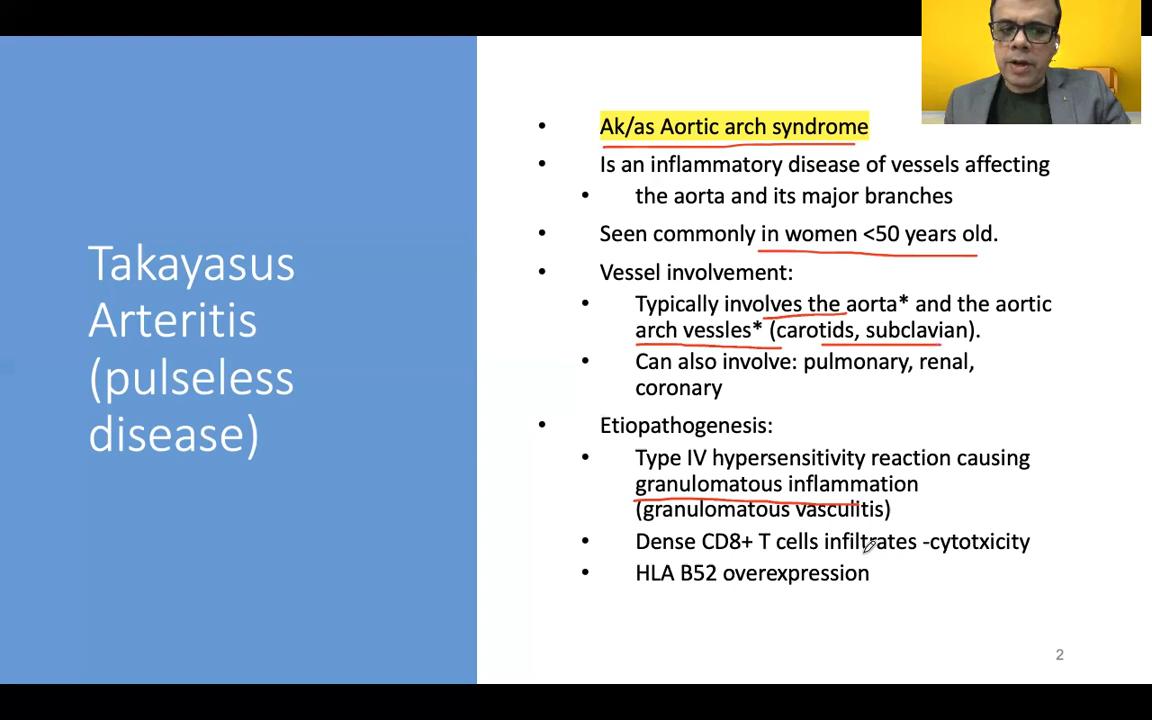 Takayasus
Arteritis
(pulseless
disease)
• Ak/as Aortic arch syndrome
• Is an inflammatory disease of vessels affecting
• the aorta and its major branches
• Seen commonly in women <50 years old.
• Vessel involvement:
• Typically involves the aorta* and the aortic
arch vessles* (carotids, subclavian).
• Can also involve: pulmonary, renal,
coronary
• Etiopathogenesis:
• Type IV hypersensitivity reaction causing
granulomatous inflammation
(granulomatous vasculitis)
• Dense CD8+ T cells infiltrates -cytotxicity
• HLA B52 overexpression
2